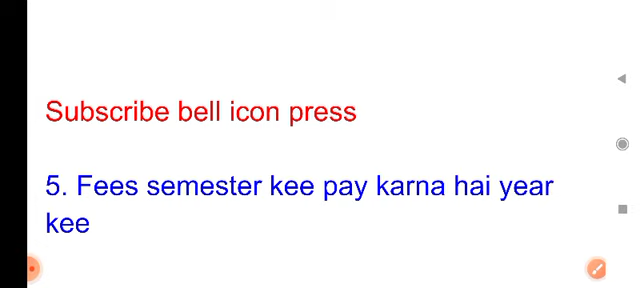 Subscribe bell icon press
5. Fees semester kee pay karna hai year
kee